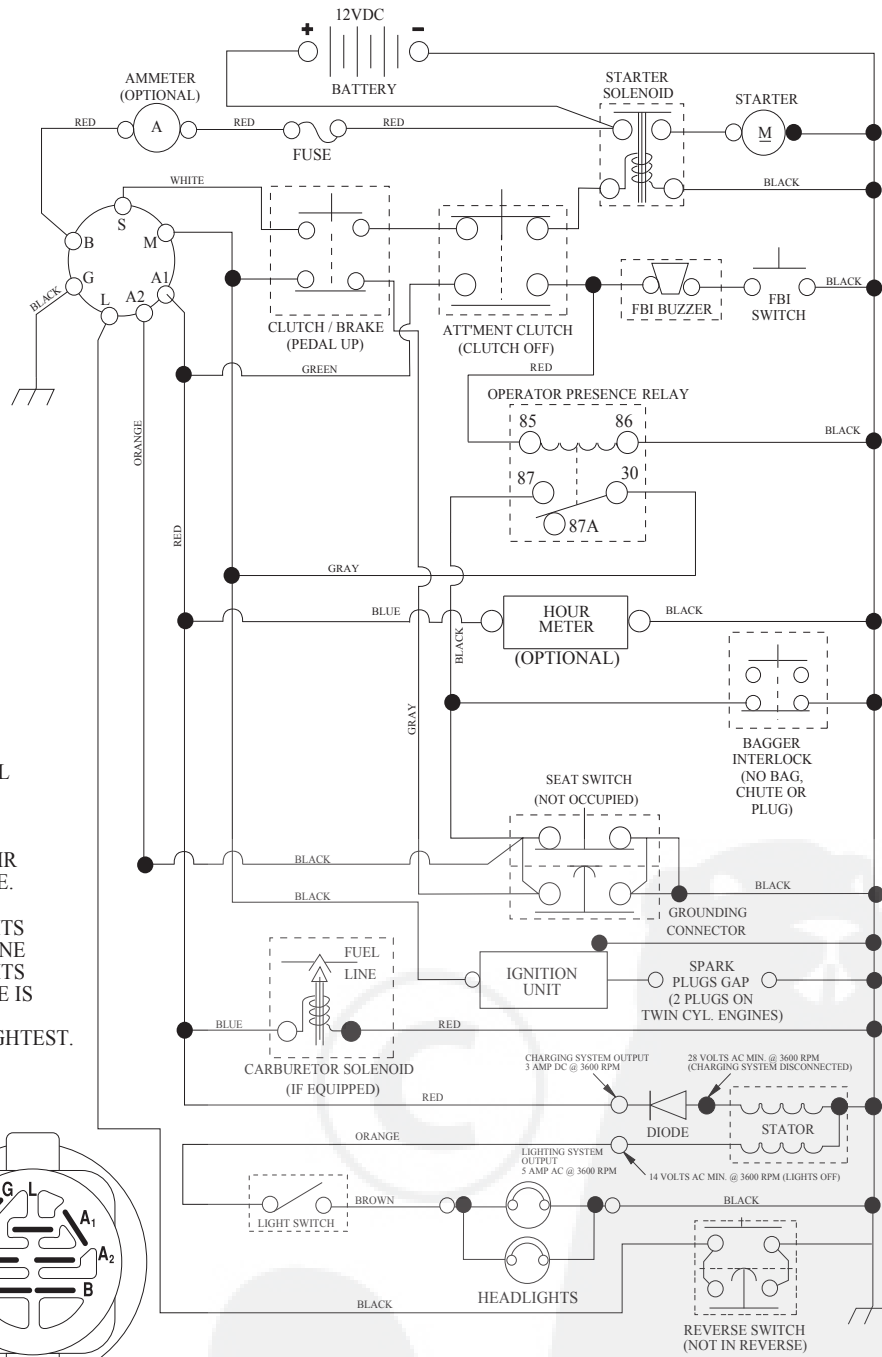 12VDC
+
-
BATTERY
AMMETER
(OPTIONAL)
A
RED
RED
FUSE
RED
STARTER
SOLENOID
STARTER
M
BLACK
WHITE
S
B
M
G
A1
A2
L
BLACK
CLUTCH / BRAKE
(PEDAL UP)
ATT'MENT CLUTCH
(CLUTCH OFF)
FBI BUZZER
FBI
SWITCH
BLACK
GREEN
RED
OPERATOR PRESENCE RELAY
85
86
BLACK
87
30
87A
ORANGE
RED
GRAY
BLUE
HOUR
METER
(OPTIONAL)
BLACK
BLACK
GRAY
BAGGER
INTERLOCK
(NO BAG,
CHUTE OR
PLUG)
SEAT SWITCH
(NOT OCCUPIED)
BLACK
BLACK
BLACK
GROUNDING
CONNECTOR
L
IR
E.
TS
NE
TS
E IS
GHTEST.
FUEL
LINE
IGNITION
UNIT
SPARK
PLUGS GAP
(2 PLUGS ON
TWIN CYL. ENGINES)
BLUE
RED
CARBURETOR SOLENOID
(IF EQUIPPED)
CHARGING SYSTEM OUTPUT
3 AMP DC @ 3600 RPM
28 VOLTS AC MIN. @ 3600 RPM
(CHARGING SYSTEM DISCONNECTED)
RED
DIODE
STATOR
ORANGE
LIGHTING SYSTEM
OUTPUT
5 AMP AC @ 3600 RPM
14 VOLTS AC MIN. @ 3600 RPM (LIGHTS OFF)
LIGHT SWITCH
BROWN
BLACK
HEADLIGHTS
G
L
A1
A2
B
BLACK
REVERSE SWITCH
(NOT IN REVERSE)
©